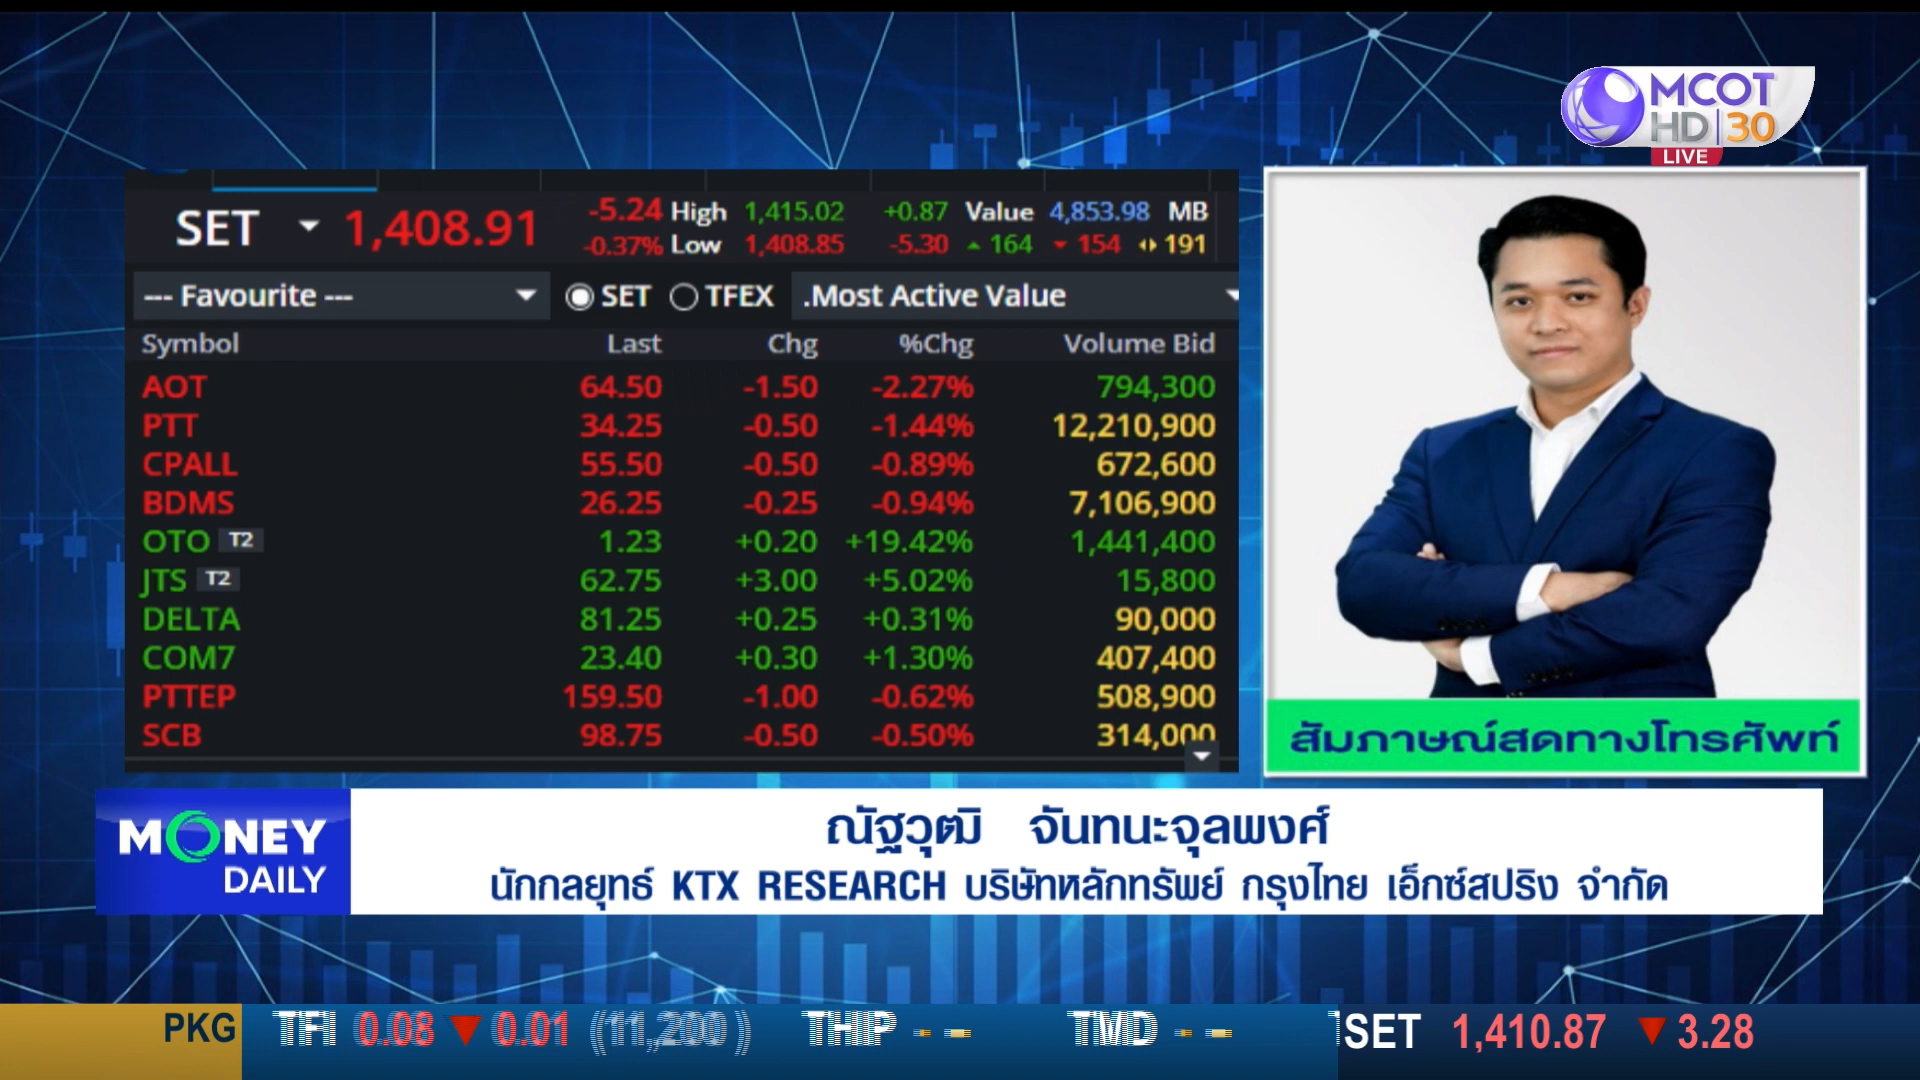 MCOT
HD 30
LIVE
SET 1,408.91 -5.24 High 1,415.02 +0.87 Value 4,853.98 MB
-0.37% Low 1,408.85 -5.30 164 154 191
--- Favourite --- SET TFEX .Most Active Value
Symbol Last Chg %Chg Volume Bid
AOT 64.50 -1.50 -2.27% 794,300
PTT 34.25 -0.50 -1.44% 12,210,900
CPALL 55.50 -0.50 -0.89% 672,600
BDMS 26.25 -0.25 -0.94% 7,106,900
OTO T2 1.23 +0.20 +19.42% 1,441,400
JTS T2 62.75 +3.00 +5.02% 15,800
DELTA 81.25 +0.25 +0.31% 90,000
COM7 23.40 +0.30 +1.30% 407,400
PTTEP 159.50 -1.00 -0.62% 508,900
SCB 98.75 -0.50 -0.50% 314,000
สัมภาษณ์สดทางโทรศัพท์
MONEY
DAILY
ณัฐวุฒิ จันทนะจุลพงศ์
นักกลยุทธ์ KTX RESEARCH บริษัทหลักทรัพย์ กรุงไทย เอ็กซ์สปริง จำกัด
PKG TFI 0.08 ▼ 0.01 (11,200) THIP - - TMD - - SET 1,410.87 ▼ 3.28